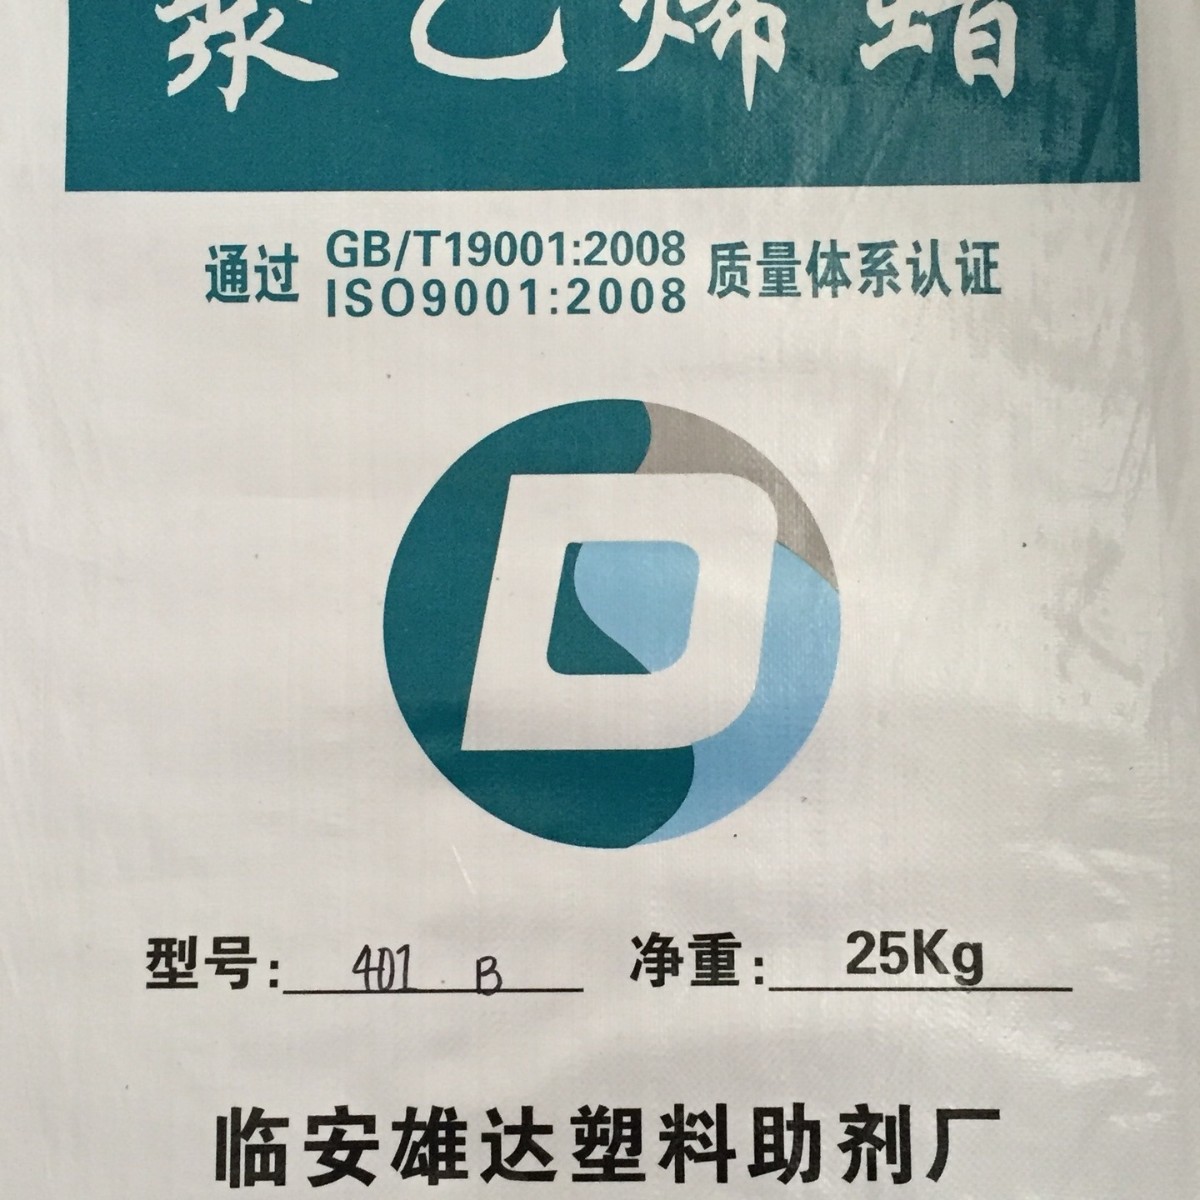 聚乙烯蜡
通过 GB/T19001:2008 质量体系认证
ISO9001:2008
型号: 401 B 净重: 25Kg
临安雄达塑料助剂厂